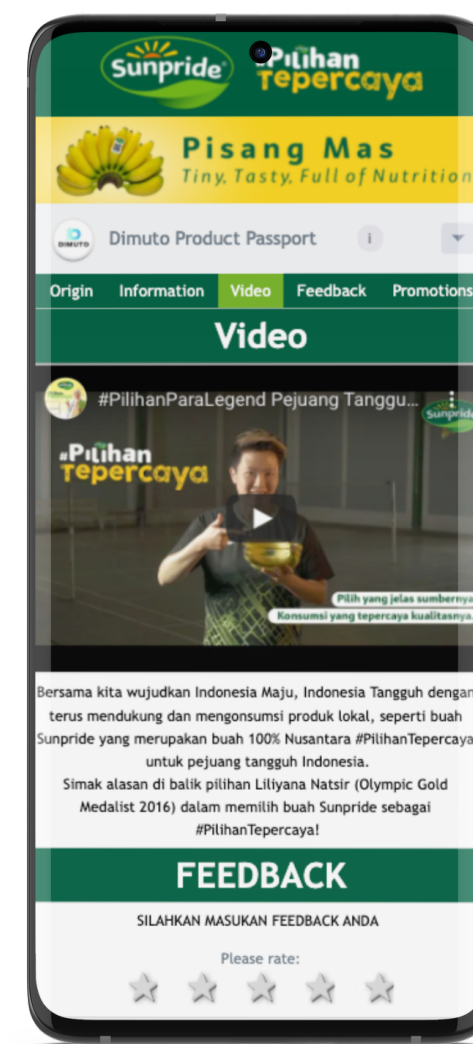 Sunpride
#Pilihan
Tepercaya
Pisang Mas
Tiny, Tasty, Full of Nutrition
DIMUTO
Dimuto Product Passport
i
Origin Information Video Feedback Promotions
Video
#PilihanParaLegend Pejuang Tanggu...
Sunpride
#Pilihan
Tepercaya
Pilih yang jelas sumbernya
Konsumsi yang tepercaya kualitasnya.
Bersama kita wujudkan Indonesia Maju, Indonesia Tangguh dengan
terus mendukung dan mengonsumsi produk lokal, seperti buah
Sunpride yang merupakan buah 100% Nusantara #PilihanTepercaya
untuk pejuang tangguh Indonesia.
Simak alasan di balik pilihan Liliyana Natsir (Olympic Gold
Medalist 2016) dalam memilih buah Sunpride sebagai
#PilihanTepercaya!
FEEDBACK
SILAHKAN MASUKAN FEEDBACK ANDA
Please rate: